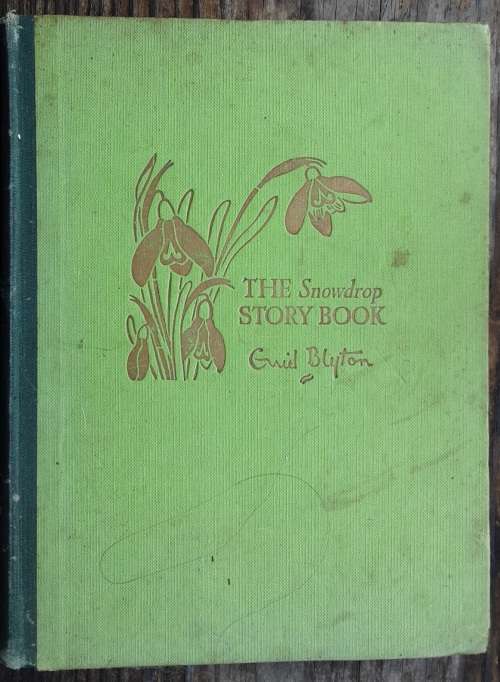 THE Snowdrop
STORY BOOK
Enid Blyton